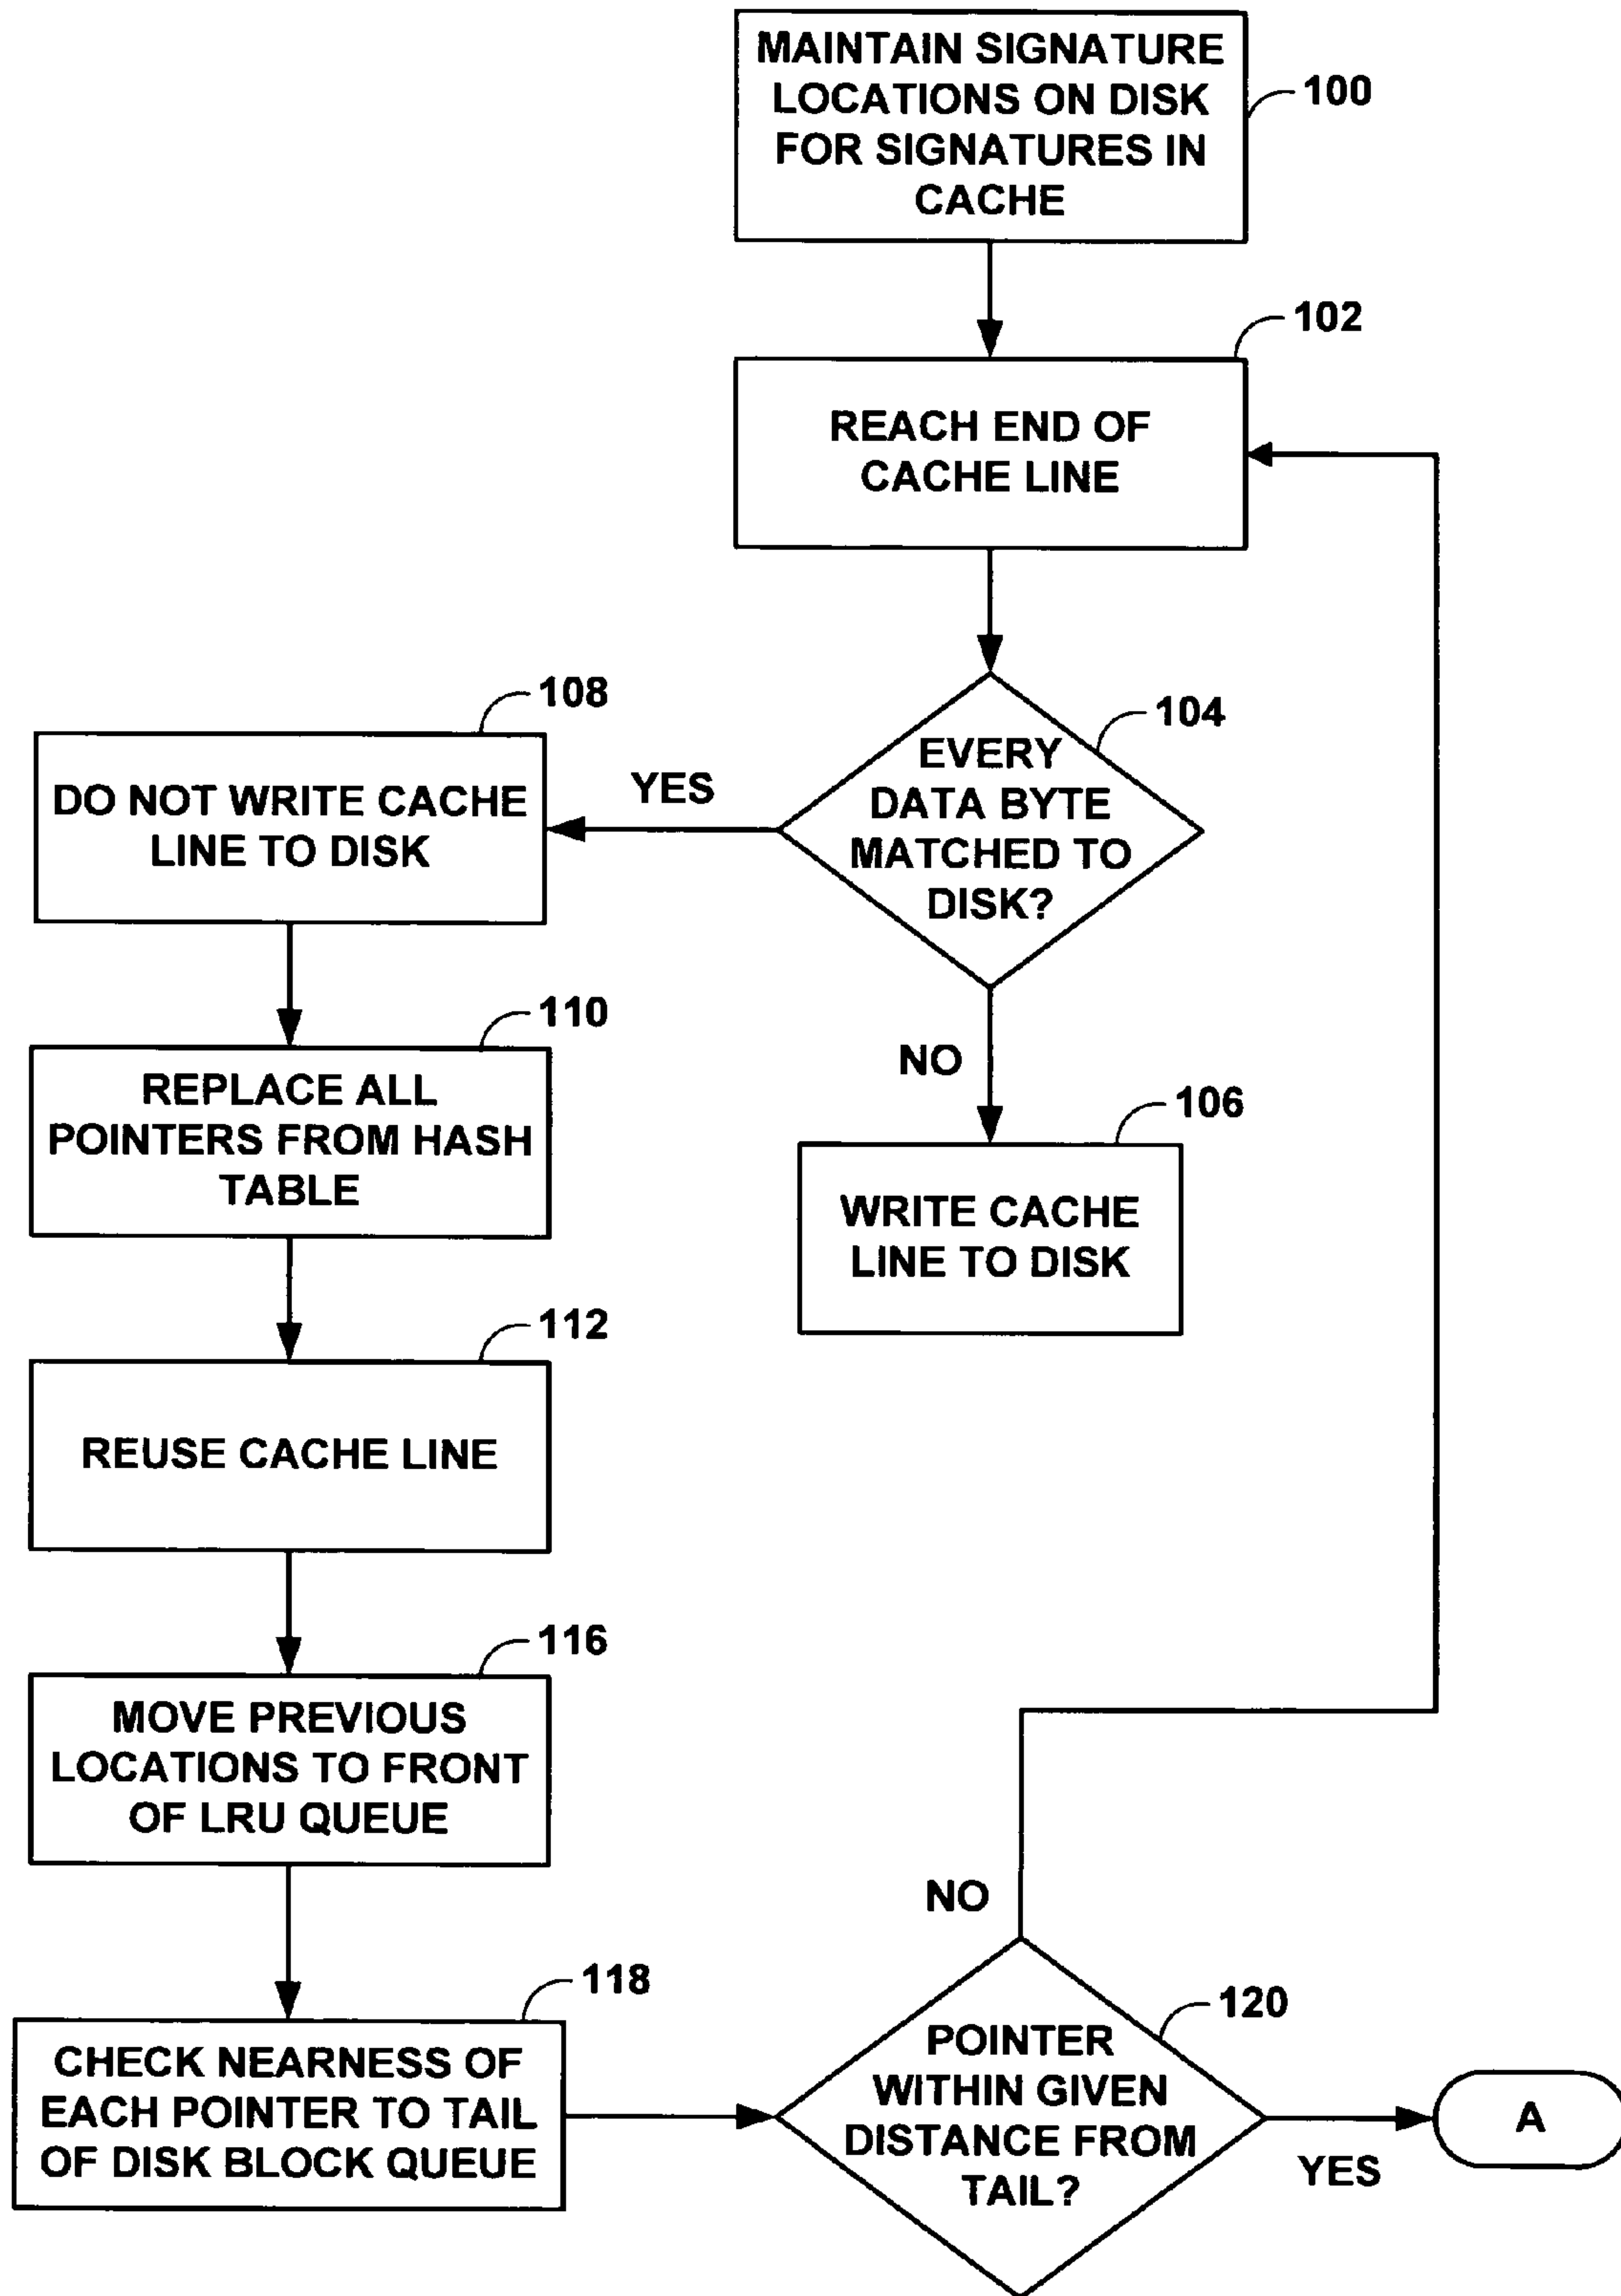 MAINTAIN SIGNATURE
LOCATIONS ON DISK
FOR SIGNATURES IN
CACHE
100
102
REACH END OF
CACHE LINE
104
EVERY
DATA BYTE
MATCHED TO
DISK?
YES
108
DO NOT WRITE CACHE
LINE TO DISK
NO
106
WRITE CACHE
LINE TO DISK
110
REPLACE ALL
POINTERS FROM HASH
TABLE
112
REUSE CACHE LINE
116
MOVE PREVIOUS
LOCATIONS TO FRONT
OF LRU QUEUE
118
CHECK NEARNESS OF
EACH POINTER TO TAIL
OF DISK BLOCK QUEUE
NO
120
POINTER
WITHIN GIVEN
DISTANCE FROM
TAIL?
YES
A